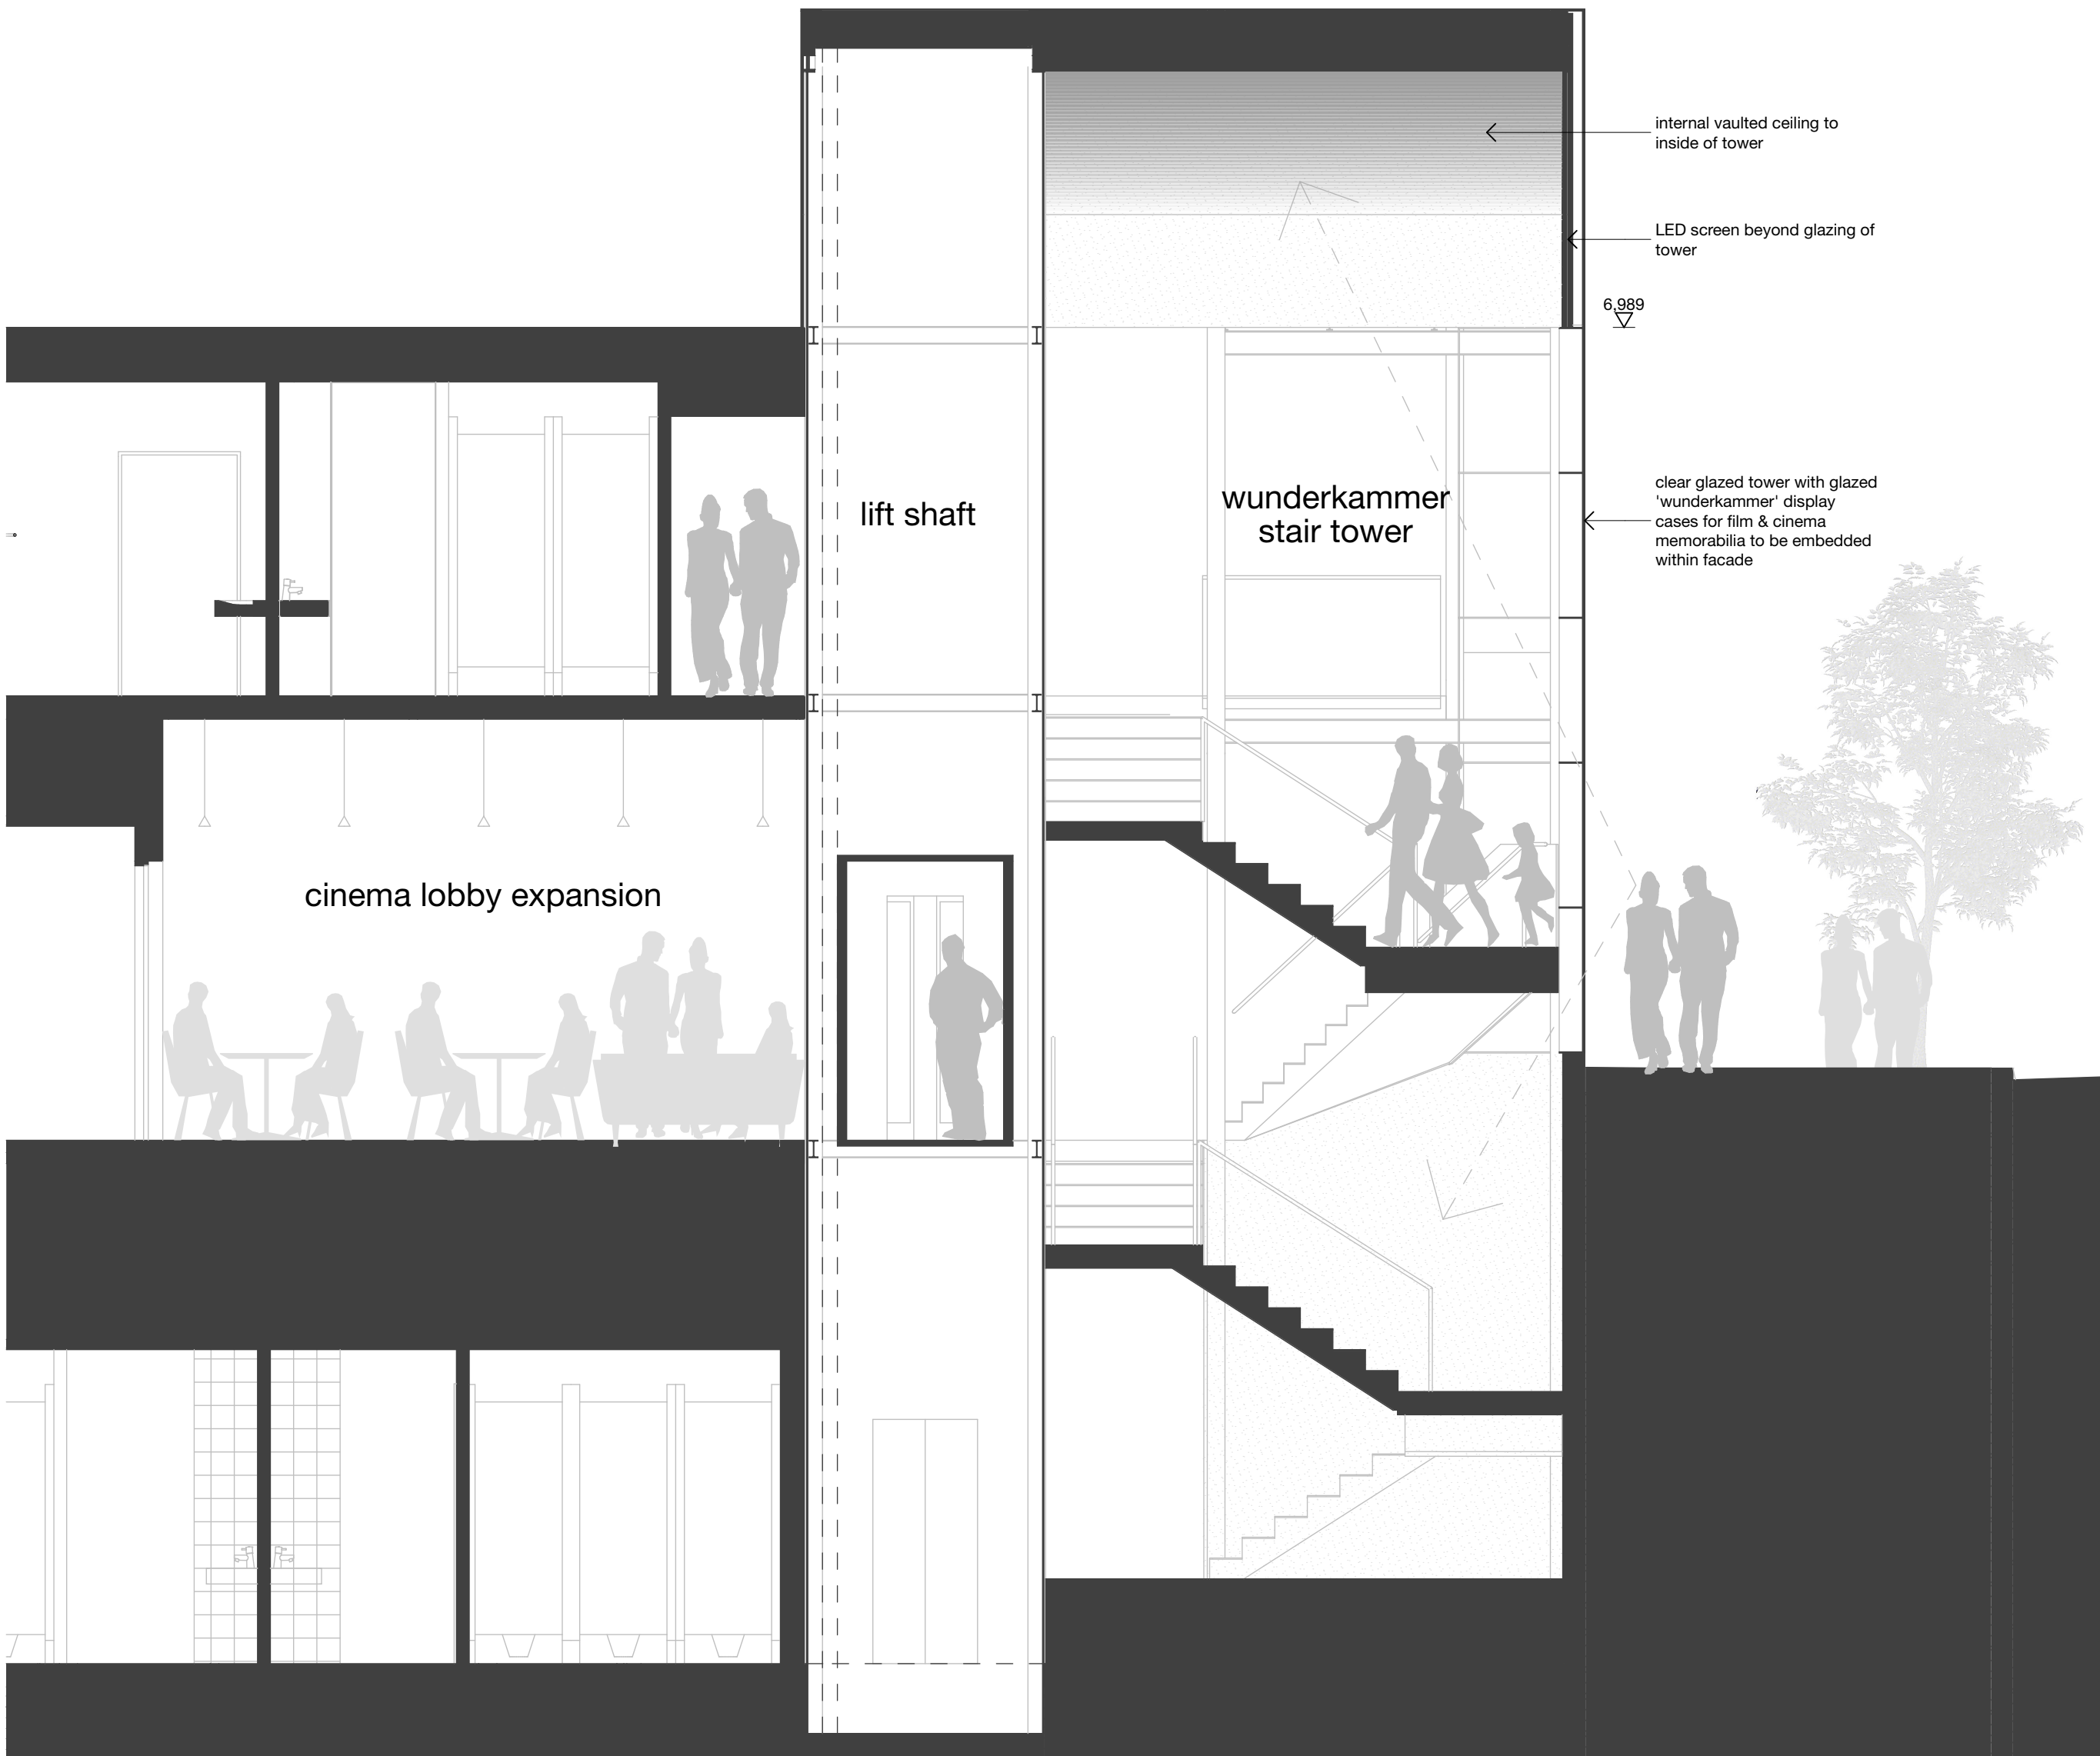 internal vaulted ceiling to
inside of tower
LED screen beyond glazing of
tower
6,989
clear glazed tower with glazed
'wunderkammer' display
cases for film & cinema
memorabilia to be embedded
within facade
lift shaft
wunderkammer
stair tower
cinema lobby expansion